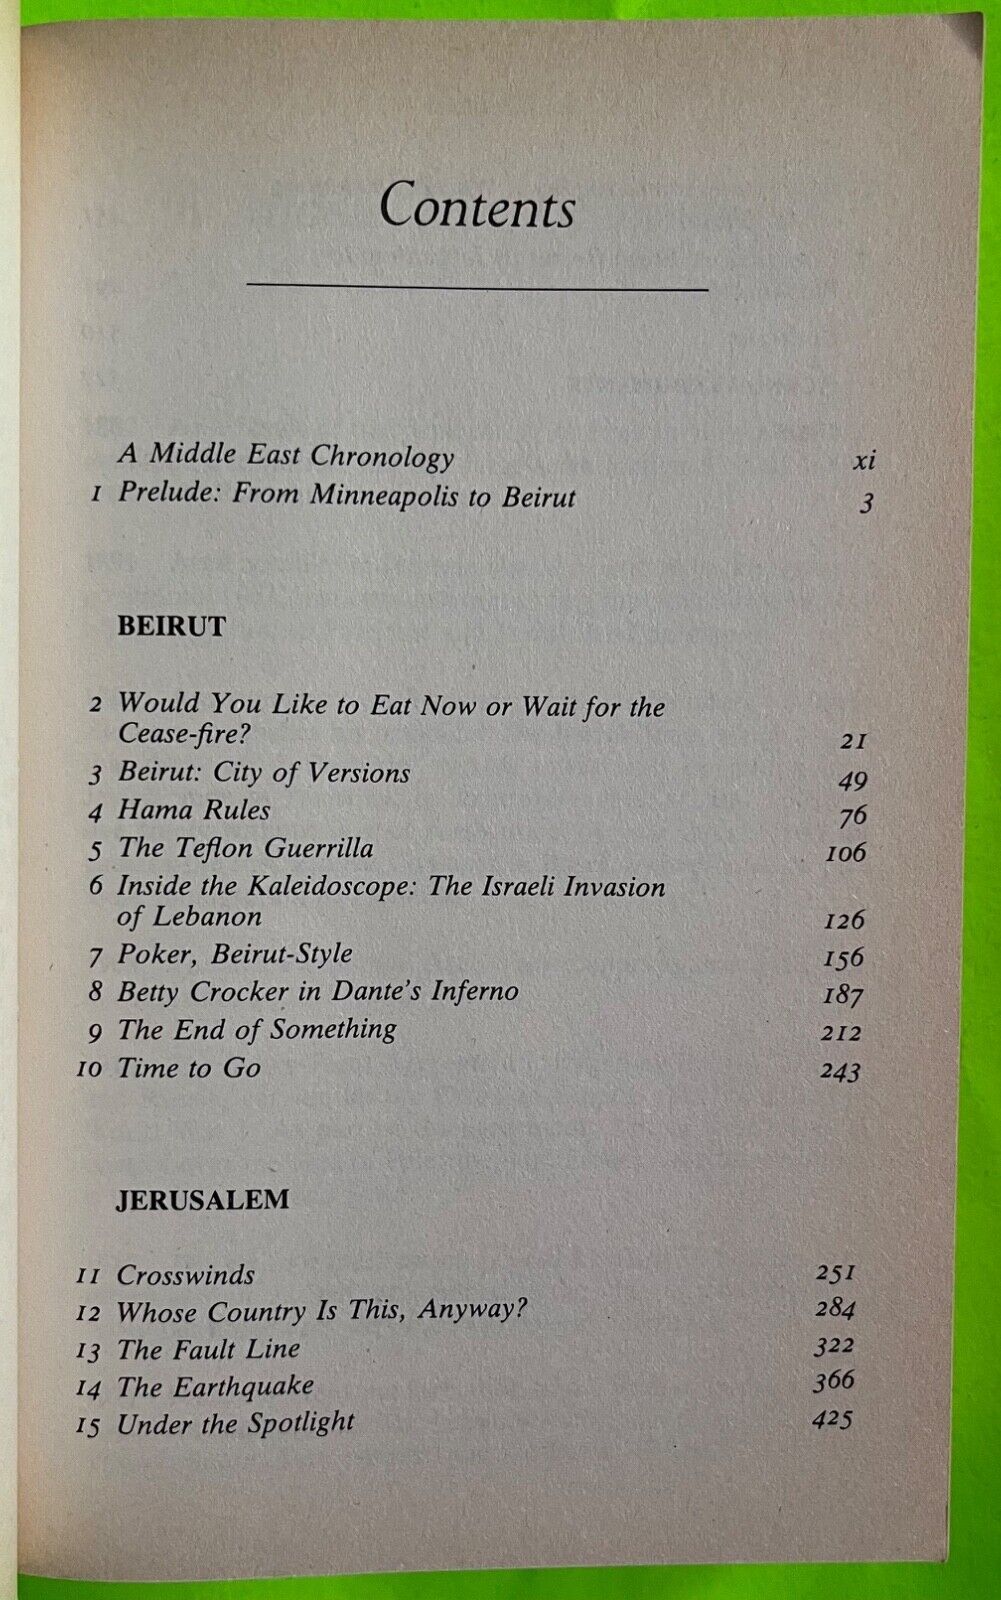 Contents
A Middle East Chronology xi
1 Prelude: From Minneapolis to Beirut 3
BEIRUT
2 Would You Like to Eat Now or Wait for the
Cease-fire? 21
3 Beirut: City of Versions 49
4 Hama Rules 76
5 The Teflon Guerrilla 106
6 Inside the Kaleidoscope: The Israeli Invasion
of Lebanon 126
7 Poker, Beirut-Style 156
8 Betty Crocker in Dante's Inferno 187
9 The End of Something 212
10 Time to Go 243
JERUSALEM
11 Crosswinds 251
12 Whose Country Is This, Anyway? 284
13 The Fault Line 322
14 The Earthquake 366
15 Under the Spotlight 425